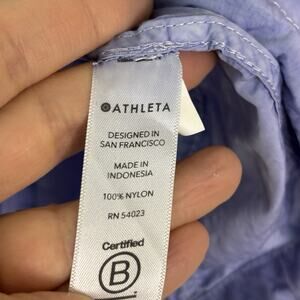 ATHLETA
DESIGNED IN
SAN FRANCISCO
MADE IN
INDONESIA
100% NYLON
RN 54023
Certified
B